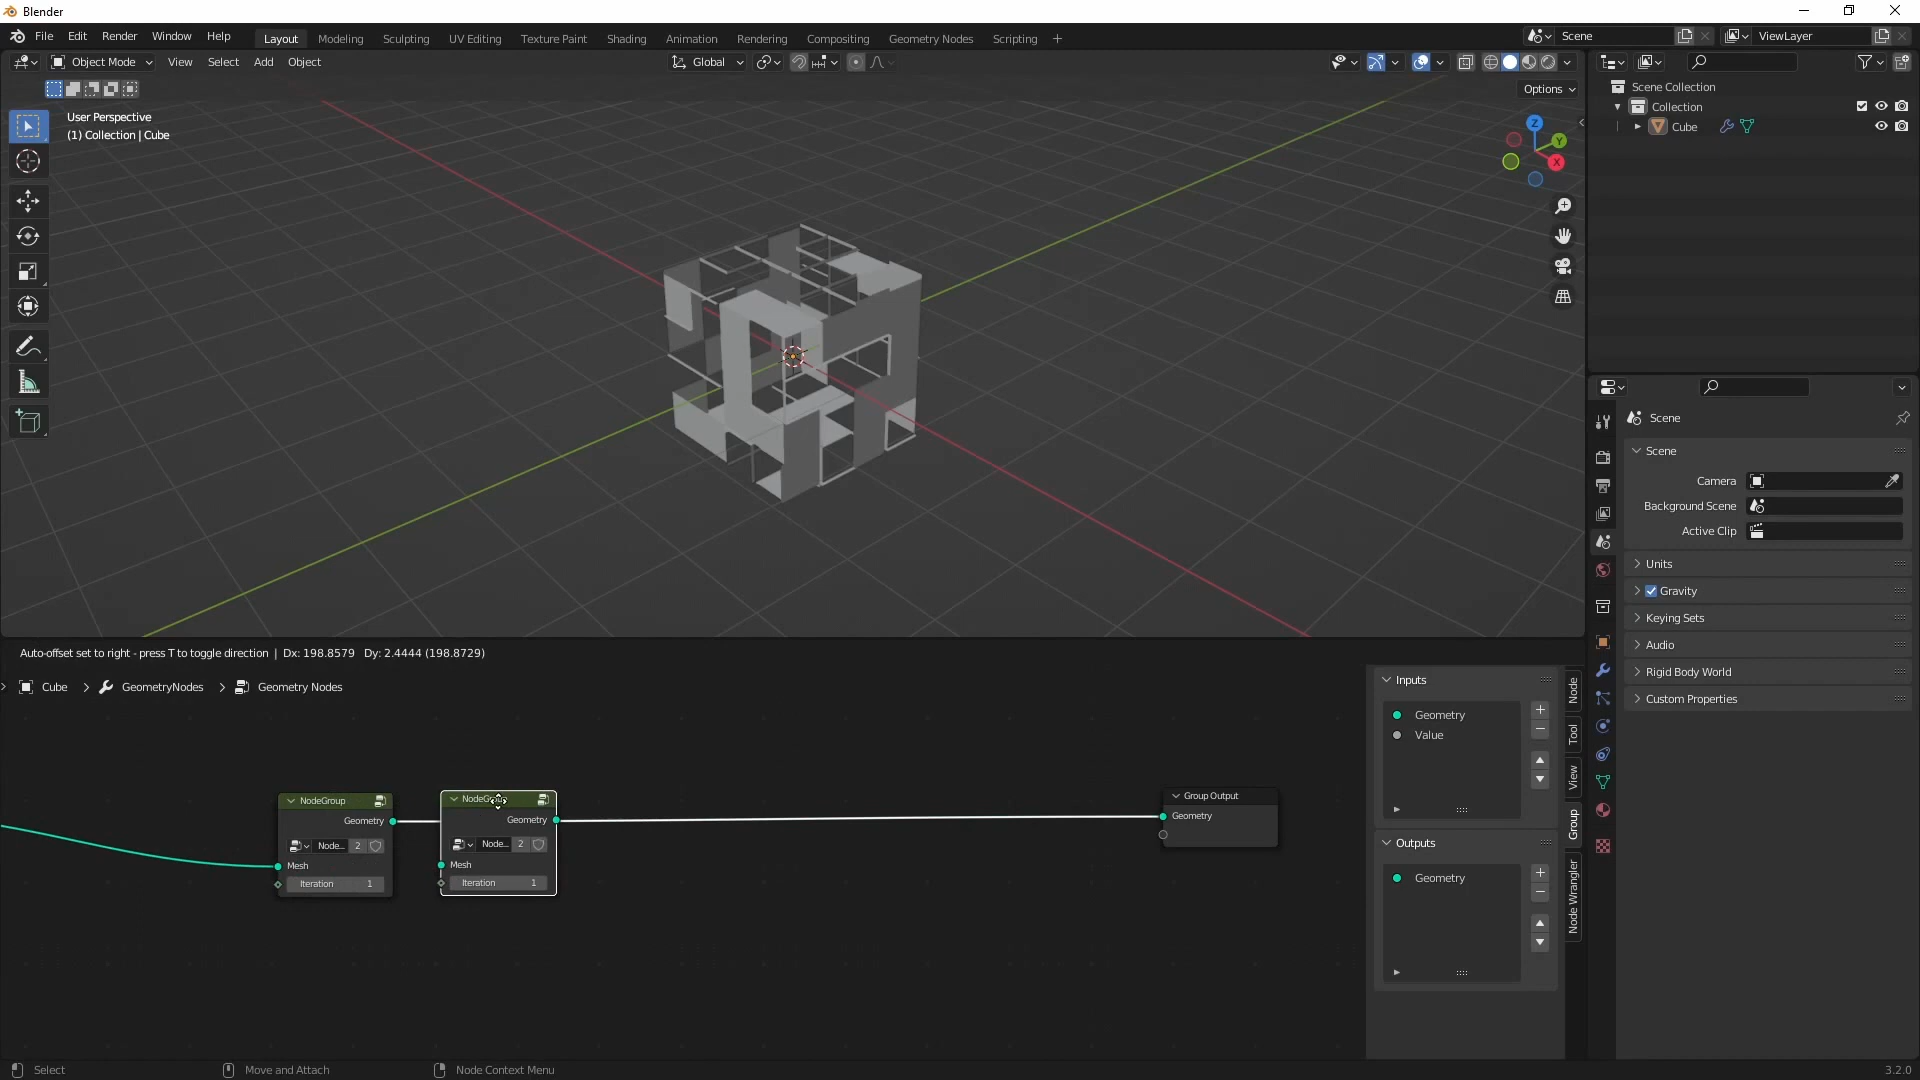 Blender
File Edit Render Window Help Layout Modeling Sculpting UV Editing Texture Paint Shading Animation Rendering Compositing Geometry Nodes Scripting Scene ViewLayer
Object Mode View Select Add Object Global
Options
User Perspective
(1) Collection | Cube
Z
Y
X
Scene Collection
Collection
Cube
Scene
Scene
Camera
Background Scene
Active Clip
Units
Gravity
Keying Sets
Audio
Rigid Body World
Custom Properties
Auto-offset set to right - press T to toggle direction | Dx: 198.8579 Dy: 2.4444 (198.8729)
Cube GeometryNodes Geometry Nodes
NodeGroup
Geometry
Node... 2
Mesh
Iteration 1
NodeGroup
Geometry
Node... 2
Mesh
Iteration 1
Group Output
Geometry
Inputs
Geometry
Value
Outputs
Geometry
Node
Tool
View
Group
Node Wrangler
Select Move and Attach Node Context Menu 3.2.0